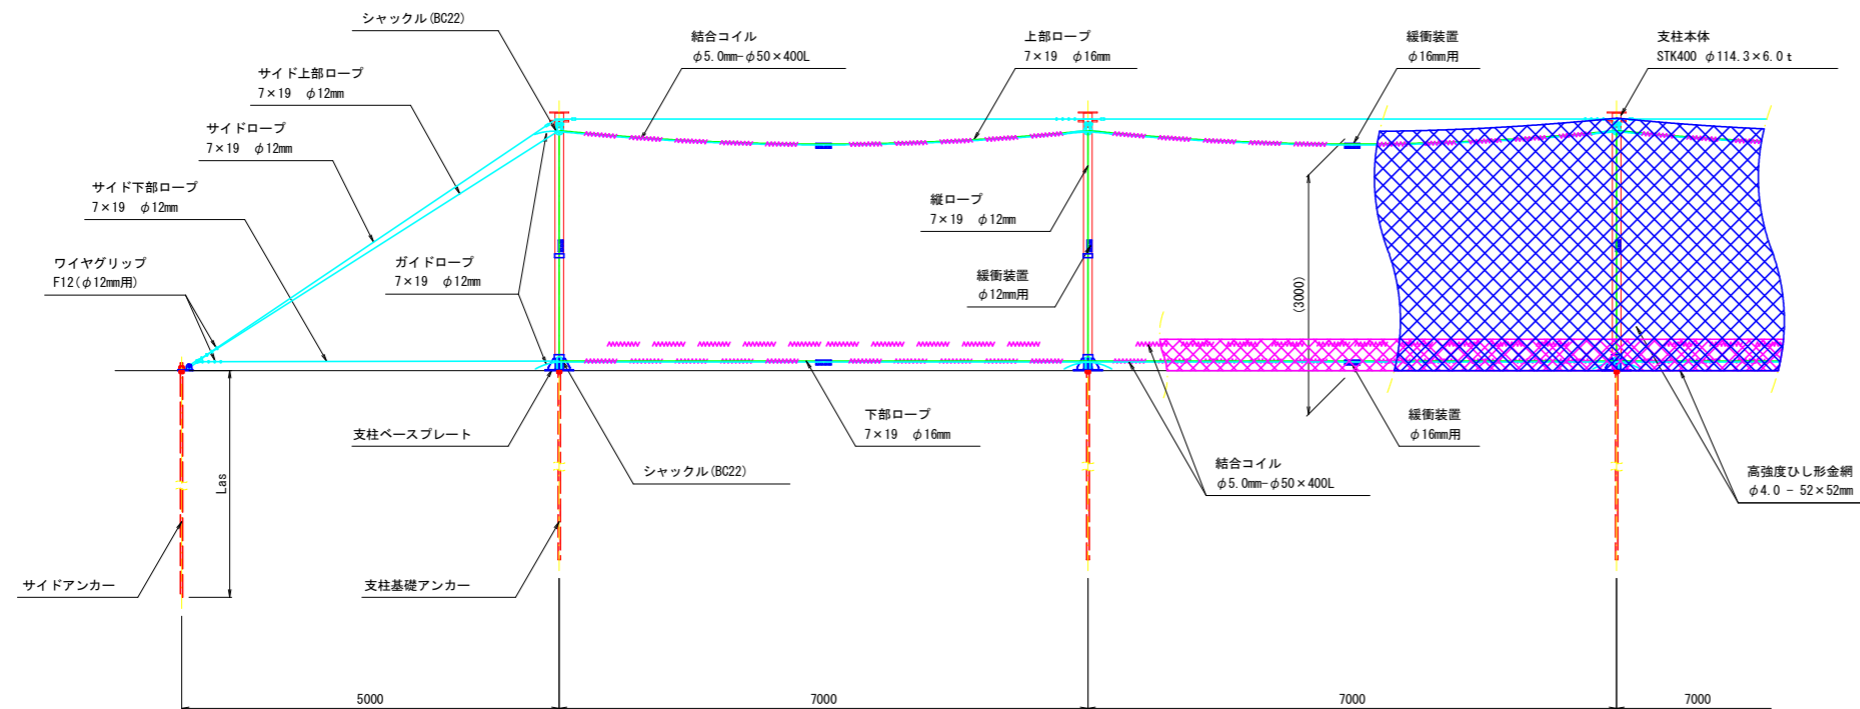 シャックル(BC22)
結合コイル
φ5.0mm-φ50×400L
上部ロープ
7×19 φ16mm
緩衝装置
φ16mm用
支柱本体
STK400 φ114.3×6.0t
サイド上部ロープ
7×19 φ12mm
サイドロープ
7×19 φ12mm
サイド下部ロープ
7×19 φ12mm
縦ロープ
7×19 φ12mm
ワイヤグリップ
F12(φ12mm用)
ガイドロープ
7×19 φ12mm
緩衝装置
φ12mm用
(3000)
支柱ベースプレート
下部ロープ
7×19 φ16mm
緩衝装置
φ16mm用
シャックル(BC22)
結合コイル
φ5.0mm-φ50×400L
高強度ひし形金網
φ4.0 - 52×52mm
Las
サイドアンカー
支柱基礎アンカー
5000
7000
7000
7000